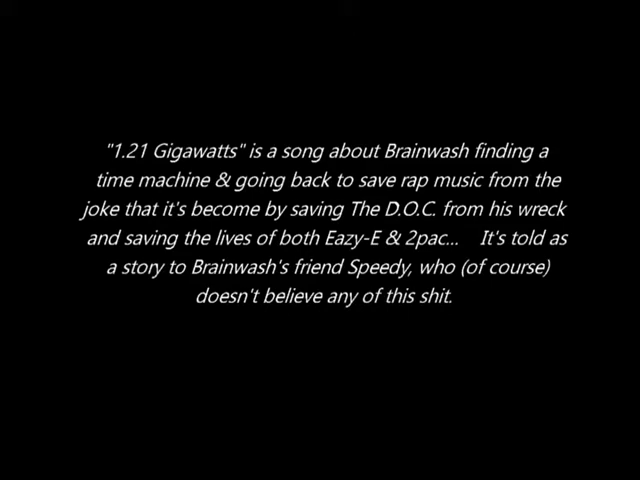 "1.21 Gigawatts" is a song about Brainwash finding a
time machine & going back to save rap music from the
joke that it's become by saving The D.O.C. from his wreck
and saving the lives of both Eazy-E & 2pac... It's told as
a story to Brainwash's friend Speedy, who (of course)
doesn't believe any of this shit.